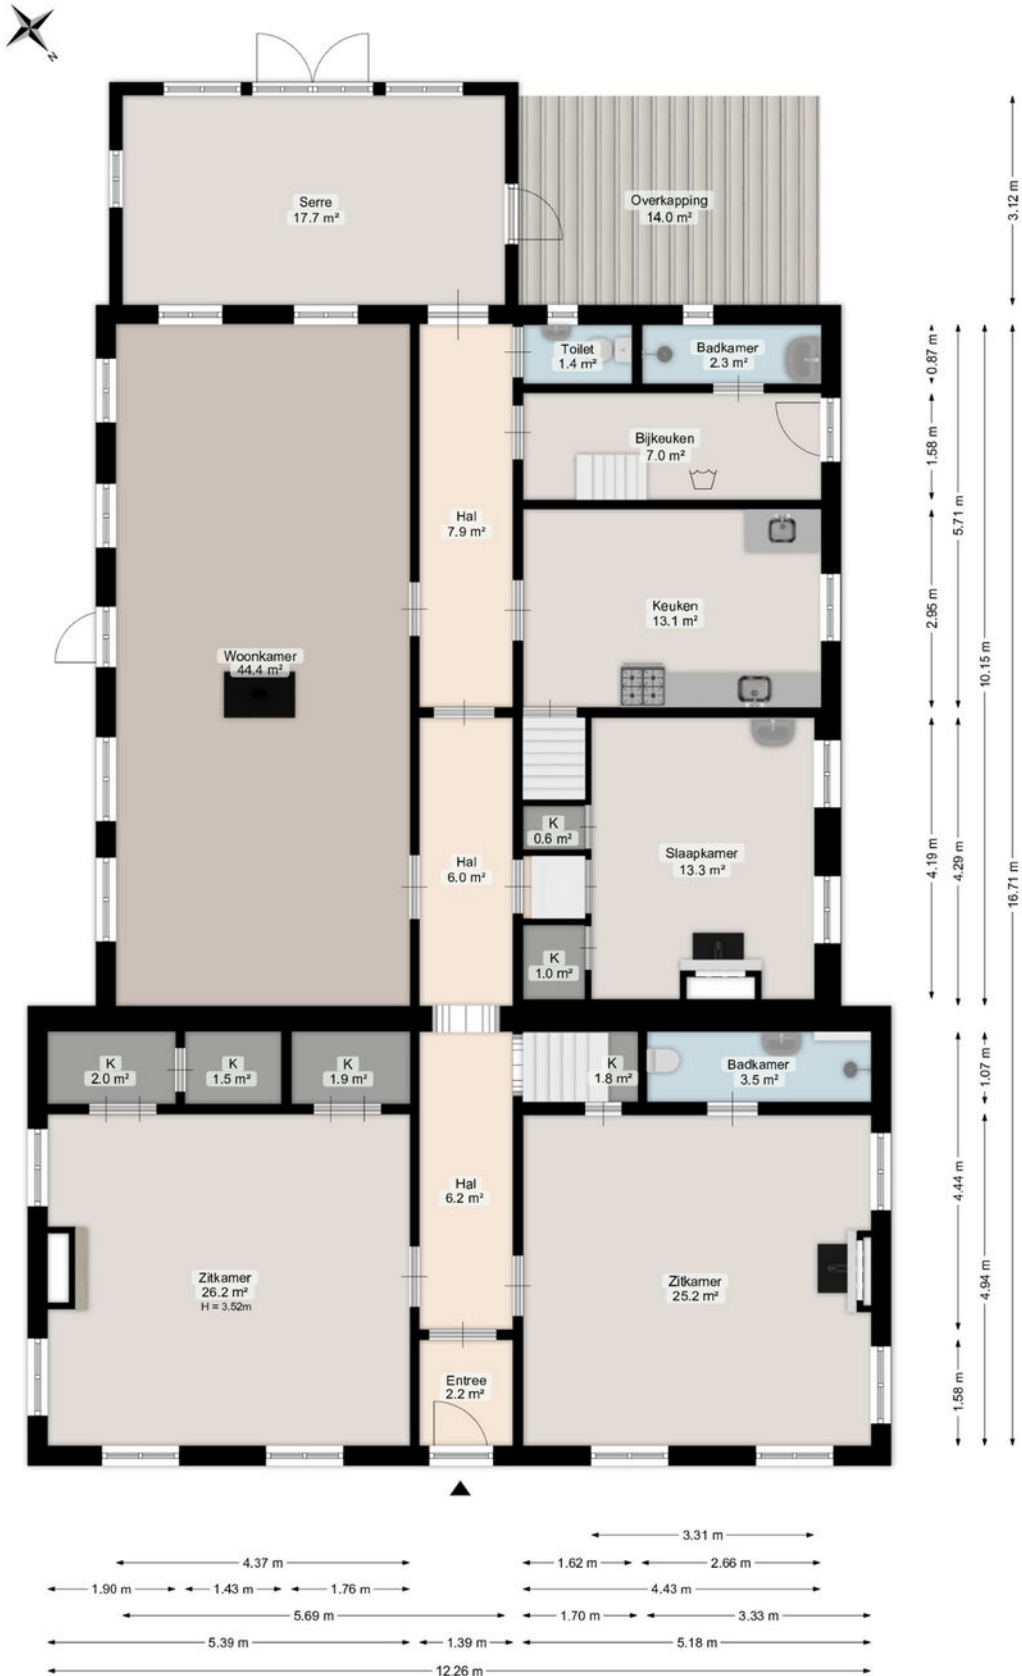 N
Serre
17.7 m²
Overkapping
14.0 m²
3.12 m
Toilet
1.4 m²
Badkamer
2.3 m²
0.87 m
Bijkeuken
7.0 m²
1.58 m
Hal
7.9 m²
5.71 m
Keuken
13.1 m²
2.95 m
Woonkamer
44.4 m²
10.15 m
K
0.6 m²
Hal
6.0 m²
Slaapkamer
13.3 m²
4.19 m
4.29 m
16.71 m
K
1.0 m²
K
2.0 m²
K
1.5 m²
K
1.9 m²
K
1.8 m²
Badkamer
3.5 m²
1.07 m
Hal
6.2 m²
4.44 m
Zitkamer
26.2 m²
H = 3.52m
Zitkamer
25.2 m²
4.94 m
Entree
2.2 m²
1.58 m
3.31 m
4.37 m
1.62 m
2.66 m
1.90 m
1.43 m
1.76 m
4.43 m
5.69 m
1.70 m
3.33 m
5.39 m
1.39 m
5.18 m
12.26 m